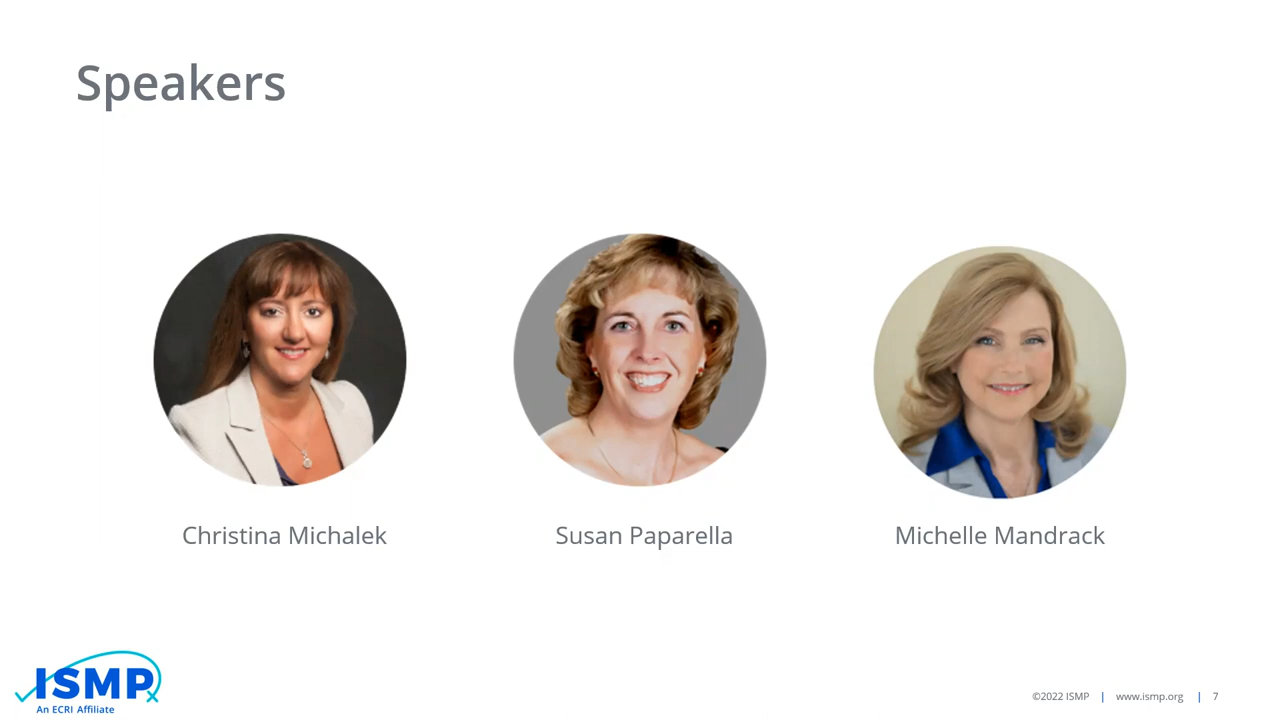 Speakers
Christina Michalek
Susan Paparella
Michelle Mandrack
ISMP
An ECRI Affiliate
©2022 ISMP | www.ismp.org | 7